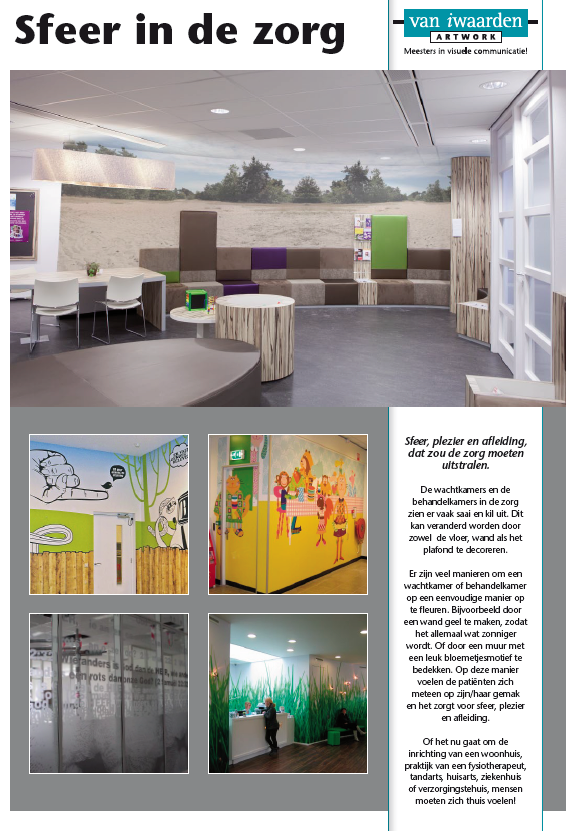 Sfeer in de zorg
van iwaarden
ARTWORK
Meesters in visuele communicatie!
Sfeer, plezier en afleiding,
dat zou de zorg moeten
uitstralen.
De wachtkamers en de
behandelkamers in de zorg
zien er vaak saai en kil uit. Dit
kan veranderd worden door
zowel de vloer, wand als het
plafond te decoreren.
Er zijn veel manieren om een
wachtkamer of behandelkamer
op een eenvoudige manier op
te fleuren. Bijvoorbeeld door
een wand geel te maken, zodat
het allemaal wat zonniger
wordt. Of door een muur met
een leuk bloemetjesmotief te
bedekken. Op deze manier
voelen de patiënten zich
meteen op zijn/haar gemak
en het zorgt voor sfeer, plezier
en afleiding.
Of het nu gaat om de
inrichting van een woonhuis,
praktijk van een fysiotherapeut,
tandarts, huisarts, ziekenhuis
of verzorgingstehuis, mensen
moeten zich thuis voelen!